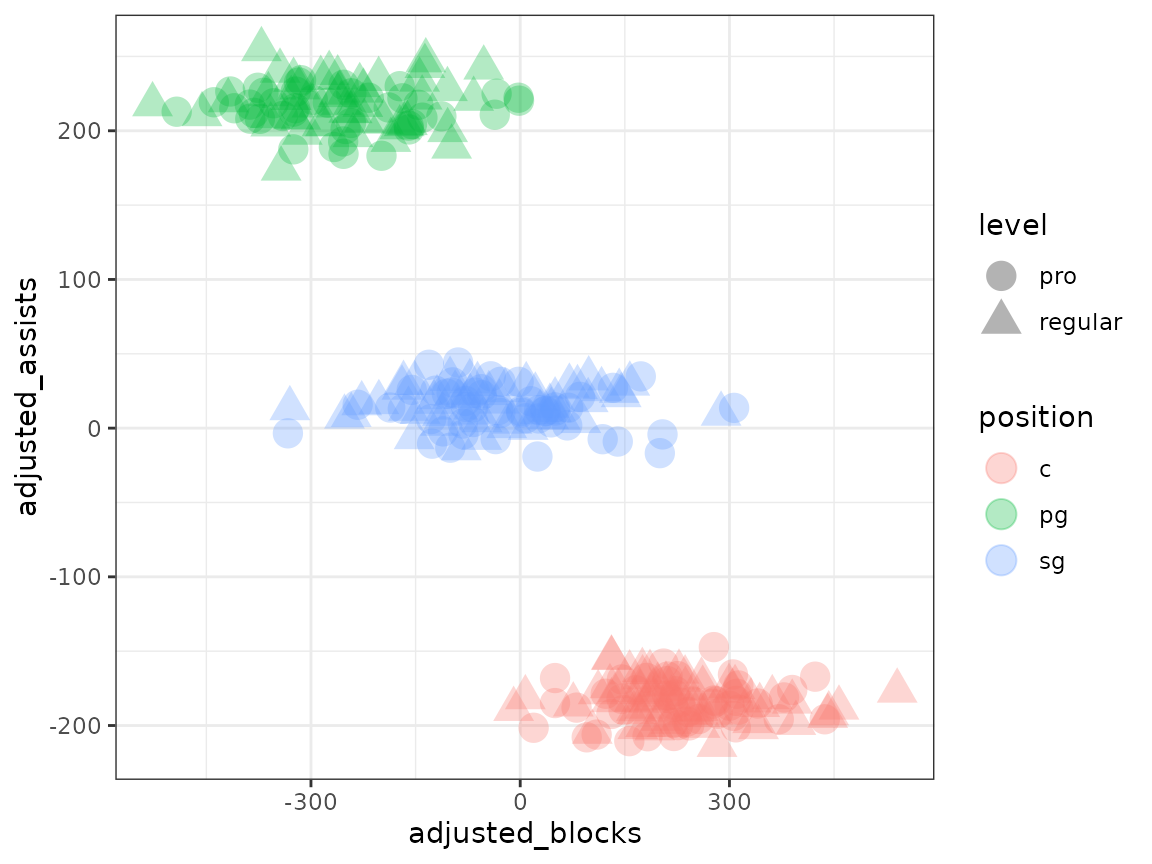 adjusted_assists
200
100
0
-100
-200
-300
0
300
adjusted_blocks
level
pro
regular
position
c
pg
sg